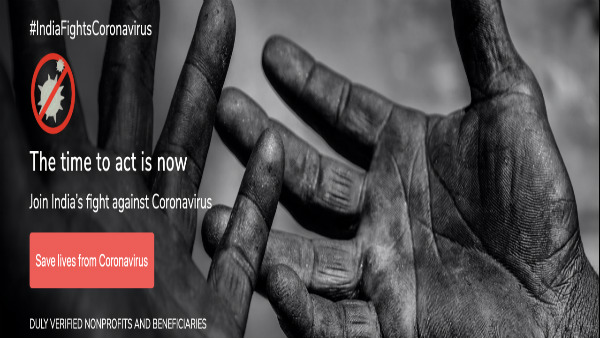 #IndiaFightsCoronavirus
The time to act is now
Join India's fight against Coronavirus
Save lives from Coronavirus
DULY VERIFIED NONPROFITS AND BENEFICIARIES